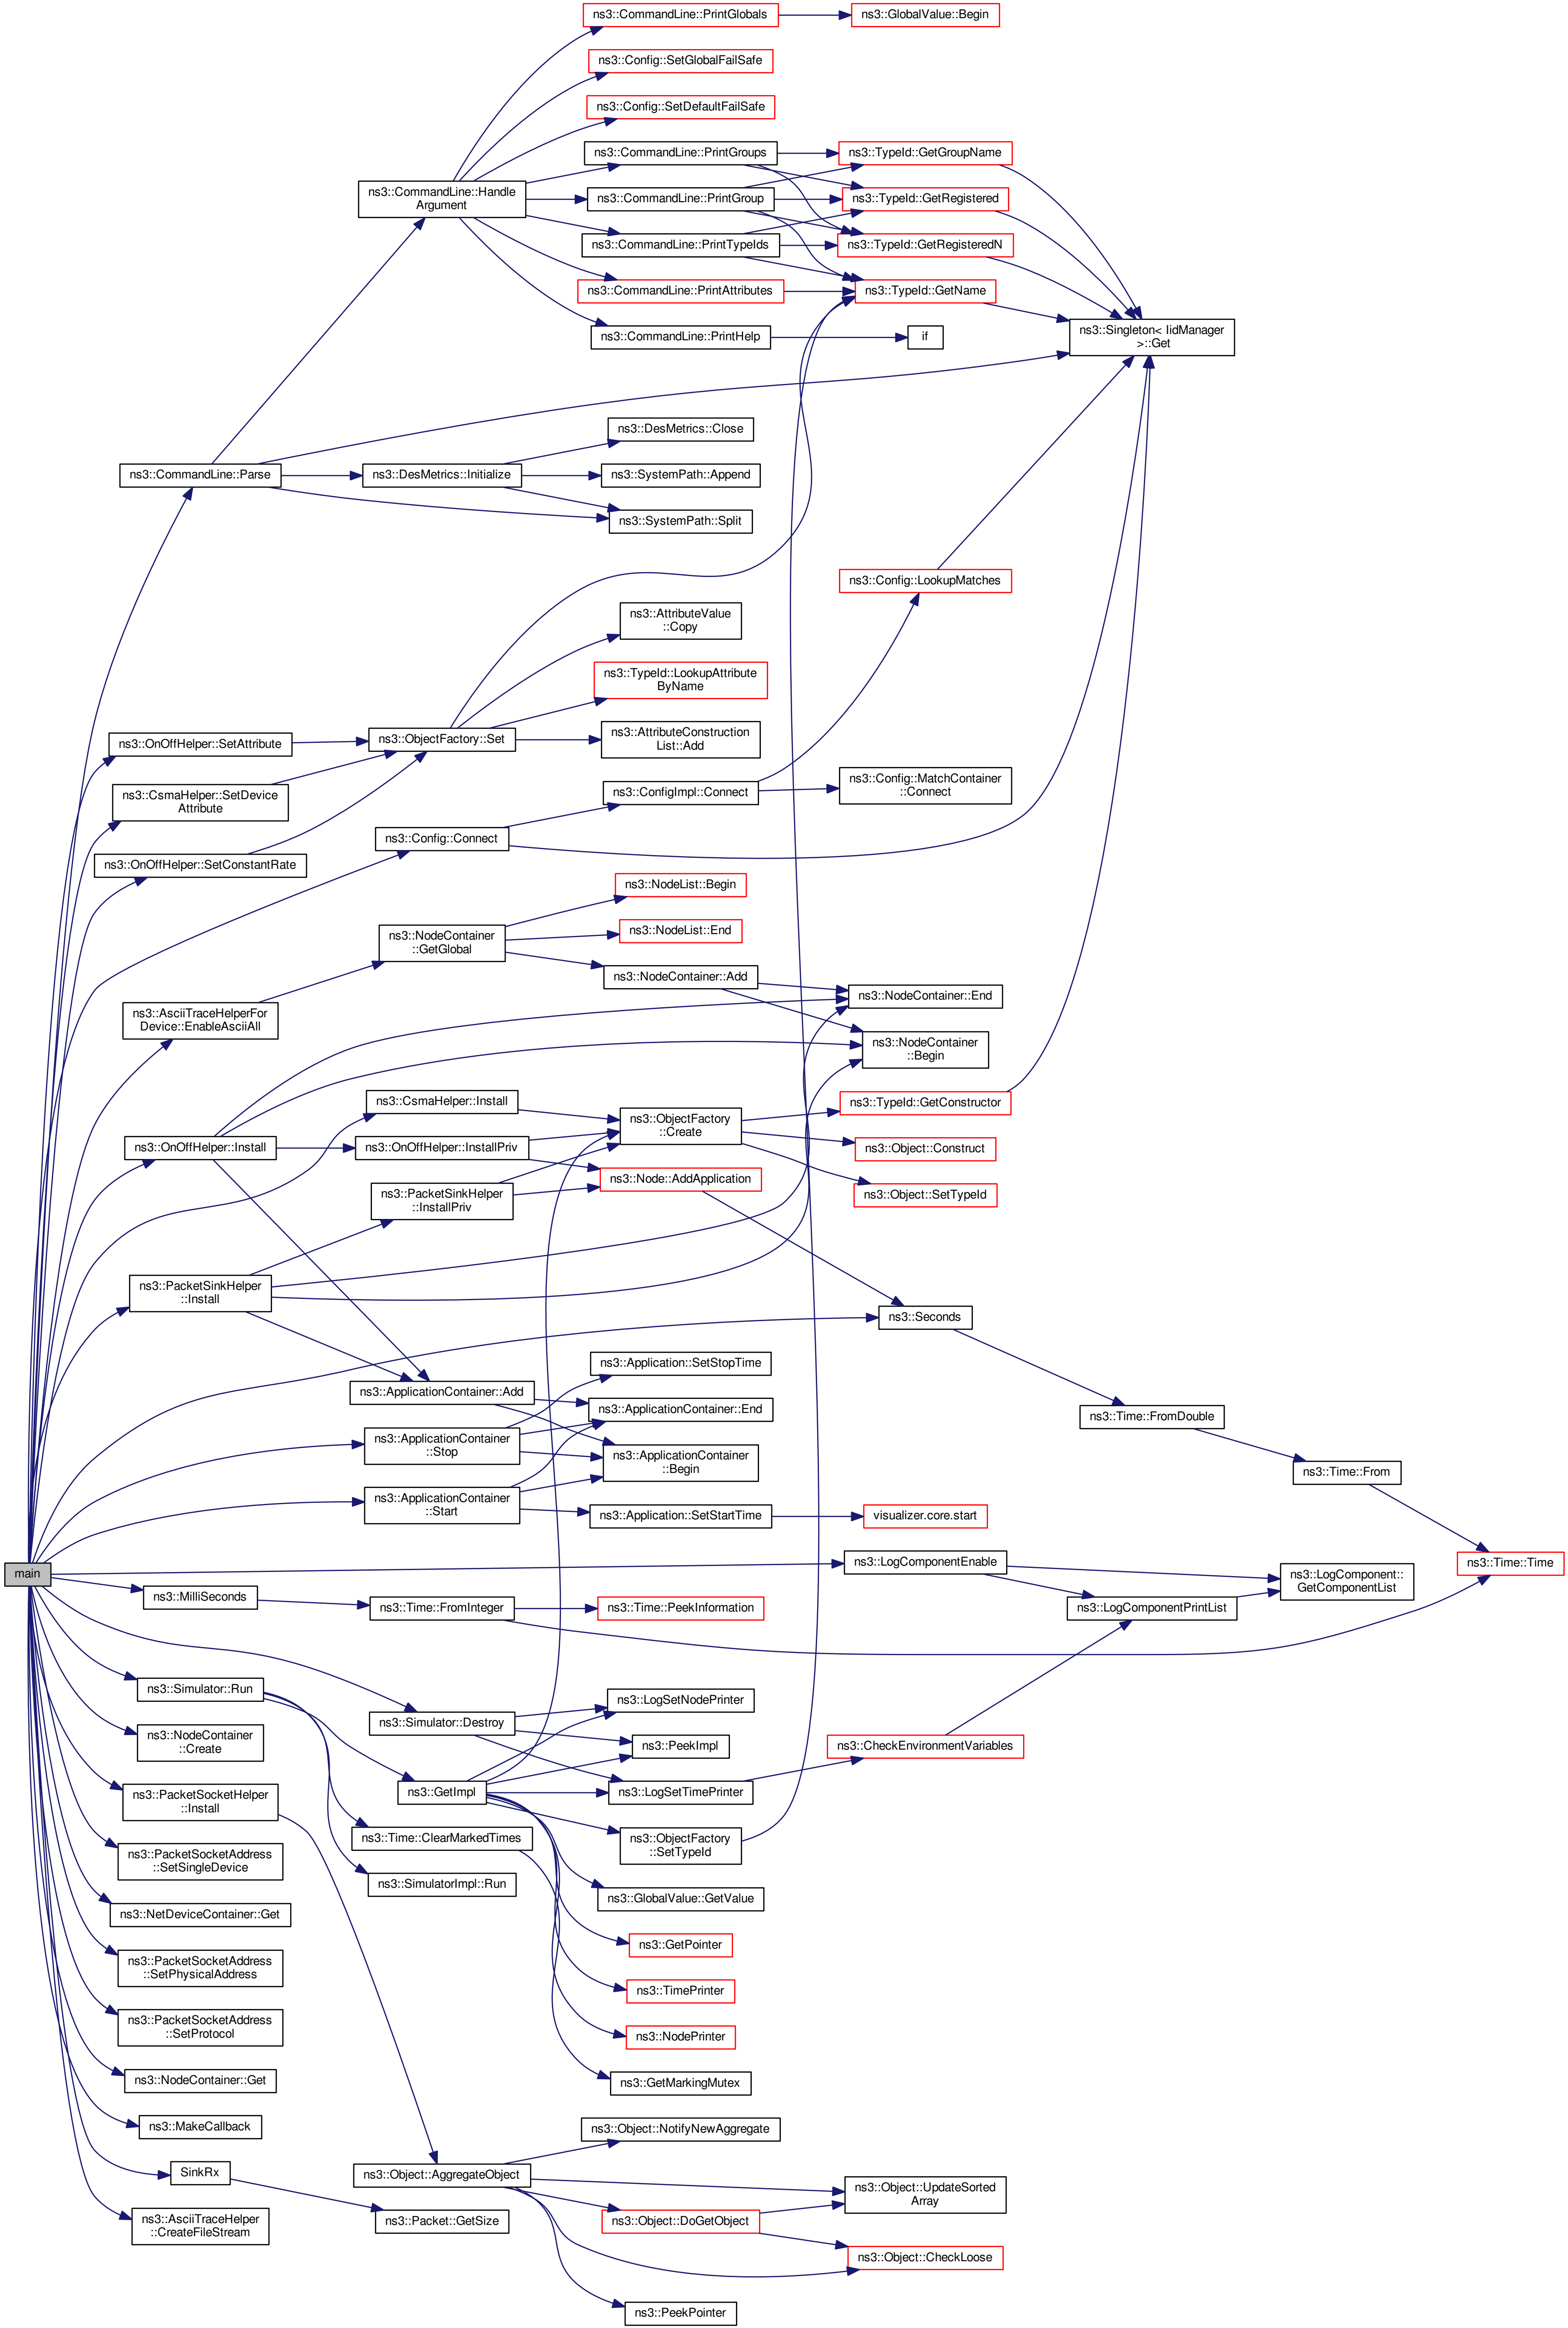 ns3::CommandLine::PrintGlobals
ns3::GlobalValue::Begin
ns3::Config::SetGlobalFailSafe
ns3::Config::SetDefaultFailSafe
ns3::CommandLine::PrintGroups
ns3::TypeId::GetGroupName
ns3::CommandLine::Handle
Argument
ns3::CommandLine::PrintGroup
ns3::TypeId::GetRegistered
ns3::CommandLine::PrintTypeIds
ns3::TypeId::GetRegisteredN
ns3::CommandLine::PrintAttributes
ns3::TypeId::GetName
ns3::CommandLine::PrintHelp
if
ns3::Singleton< IidManager
>::Get
ns3::DesMetrics::Close
ns3::CommandLine::Parse
ns3::DesMetrics::Initialize
ns3::SystemPath::Append
ns3::SystemPath::Split
ns3::Config::LookupMatches
ns3::AttributeValue
::Copy
ns3::TypeId::LookupAttribute
ByName
ns3::OnOffHelper::SetAttribute
ns3::ObjectFactory::Set
ns3::AttributeConstruction
List::Add
ns3::CsmaHelper::SetDevice
Attribute
ns3::ConfigImpl::Connect
ns3::Config::MatchContainer
::Connect
ns3::Config::Connect
ns3::OnOffHelper::SetConstantRate
ns3::NodeList::Begin
ns3::NodeContainer
::GetGlobal
ns3::NodeList::End
ns3::NodeContainer::Add
ns3::NodeContainer::End
ns3::AsciiTraceHelperFor
Device::EnableAsciiAll
ns3::NodeContainer
::Begin
ns3::CsmaHelper::Install
ns3::ObjectFactory
::Create
ns3::TypeId::GetConstructor
ns3::OnOffHelper::Install
ns3::OnOffHelper::InstallPriv
ns3::Object::Construct
ns3::Node::AddApplication
ns3::PacketSinkHelper
::InstallPriv
ns3::Object::SetTypeId
ns3::PacketSinkHelper
::Install
ns3::Seconds
ns3::Application::SetStopTime
ns3::ApplicationContainer::Add
ns3::ApplicationContainer::End
ns3::Time::FromDouble
ns3::ApplicationContainer
::Stop
ns3::ApplicationContainer
::Begin
ns3::Time::From
ns3::ApplicationContainer
::Start
ns3::Application::SetStartTime
visualizer.core.start
main
ns3::LogComponentEnable
ns3::Time::Time
ns3::LogComponent::
GetComponentList
ns3::MilliSeconds
ns3::Time::FromInteger
ns3::Time::PeekInformation
ns3::LogComponentPrintList
ns3::Simulator::Run
ns3::LogSetNodePrinter
ns3::Simulator::Destroy
ns3::NodeContainer
::Create
ns3::PeekImpl
ns3::CheckEnvironmentVariables
ns3::GetImpl
ns3::LogSetTimePrinter
ns3::PacketSocketHelper
::Install
ns3::Time::ClearMarkedTimes
ns3::ObjectFactory
::SetTypeId
ns3::PacketSocketAddress
::SetSingleDevice
ns3::SimulatorImpl::Run
ns3::GlobalValue::GetValue
ns3::NetDeviceContainer::Get
ns3::GetPointer
ns3::PacketSocketAddress
::SetPhysicalAddress
ns3::TimePrinter
ns3::PacketSocketAddress
::SetProtocol
ns3::NodePrinter
ns3::NodeContainer::Get
ns3::GetMarkingMutex
ns3::MakeCallback
ns3::Object::NotifyNewAggregate
SinkRx
ns3::Object::AggregateObject
ns3::Object::UpdateSorted
Array
ns3::AsciiTraceHelper
::CreateFileStream
ns3::Packet::GetSize
ns3::Object::DoGetObject
ns3::Object::CheckLoose
ns3::PeekPointer